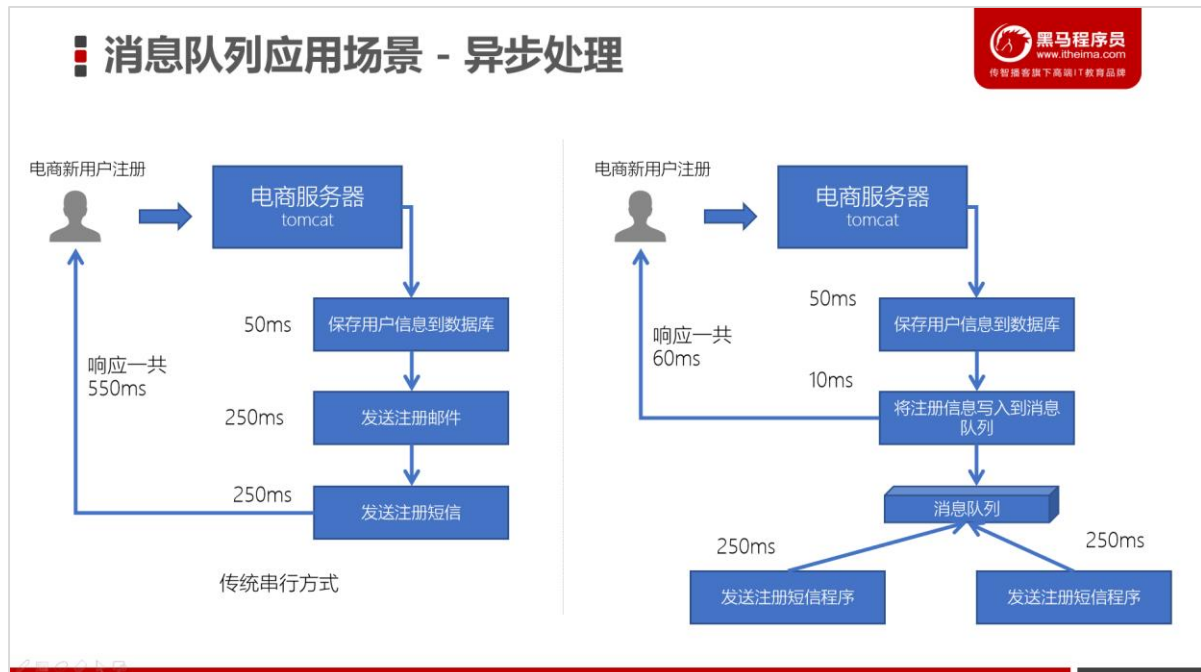 消息队列应用场景 - 异步处理
黑马程序员
www.itheima.com
传智播客旗下高端IT教育品牌
电商新用户注册
电商服务器
tomcat
50ms
保存用户信息到数据库
响应一共
550ms
250ms
发送注册邮件
250ms
发送注册短信
传统串行方式
电商新用户注册
电商服务器
tomcat
50ms
保存用户信息到数据库
响应一共
60ms
10ms
将注册信息写入到消息
队列
消息队列
250ms
250ms
发送注册短信程序
发送注册短信程序